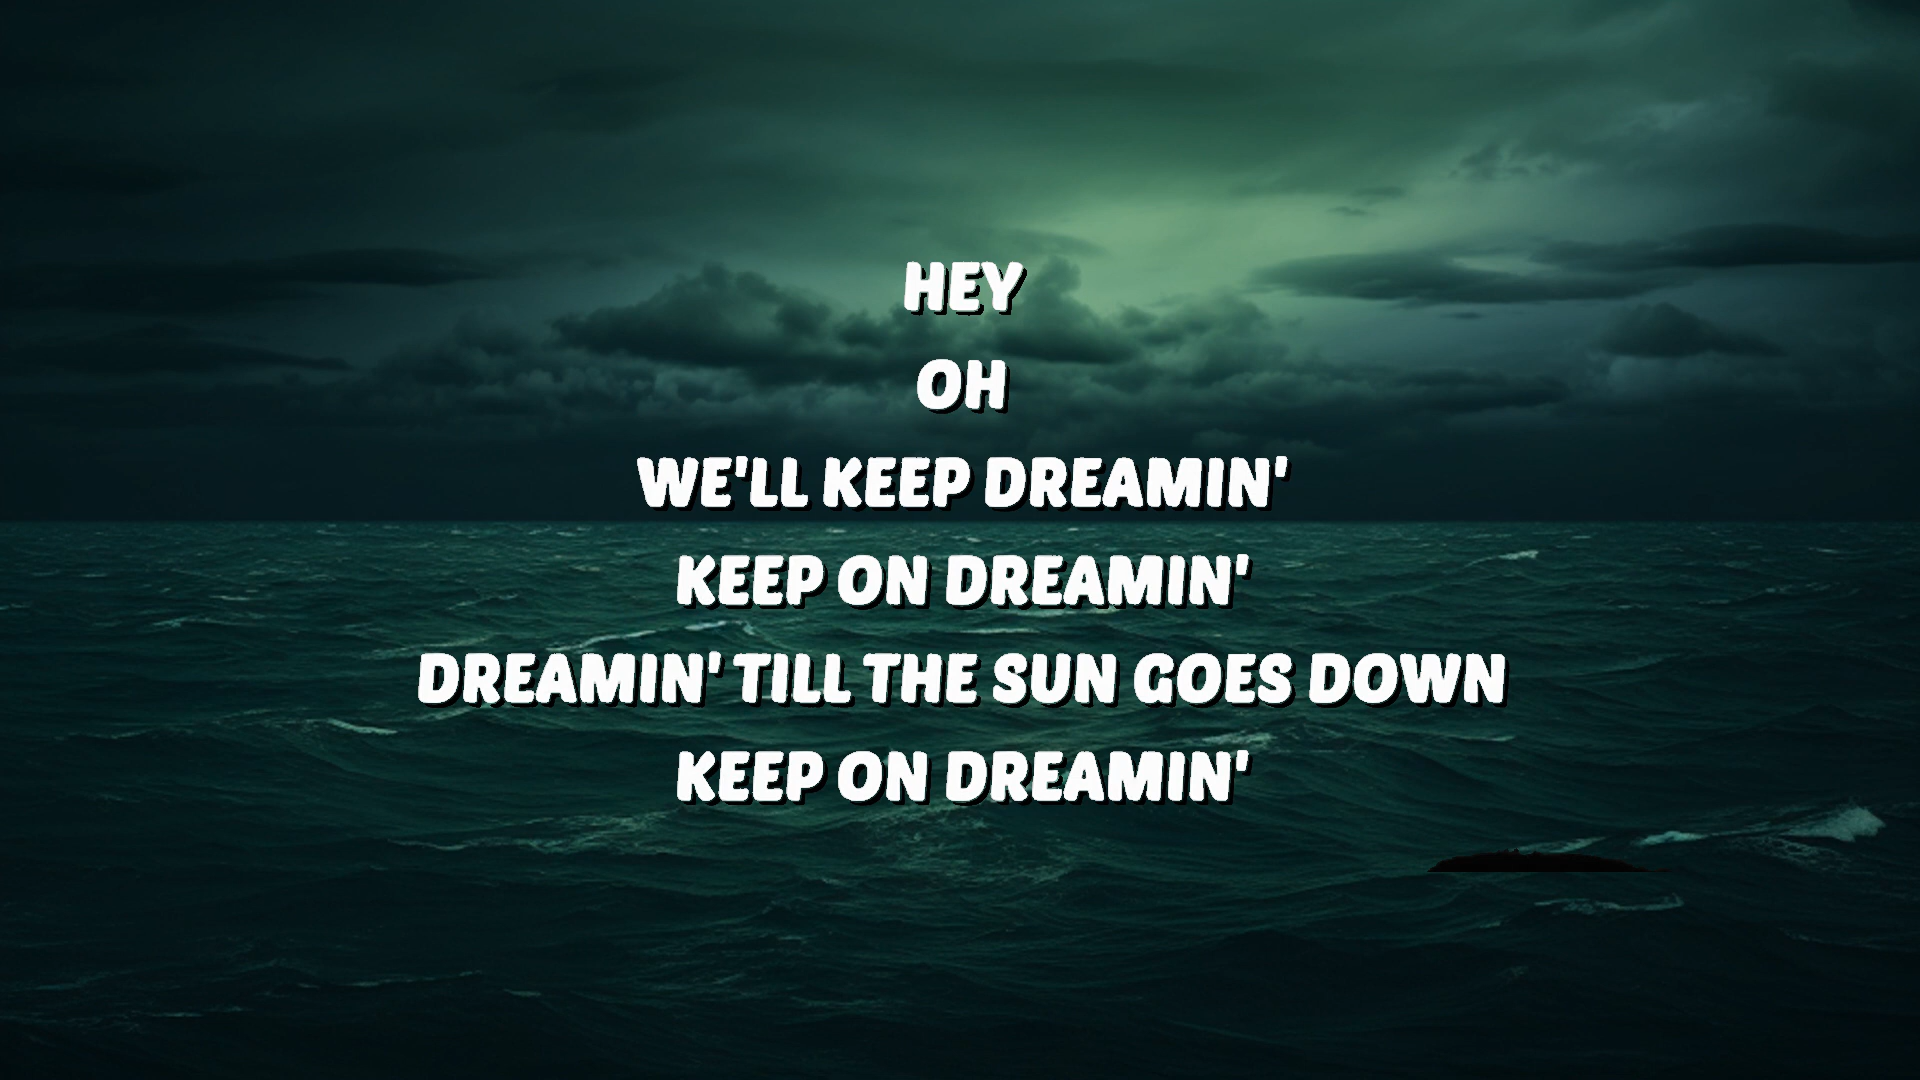 HEY
OH
WE'LL KEEP DREAMIN'
KEEP ON DREAMIN'
DREAMIN' TILL THE SUN GOES DOWN
KEEP ON DREAMIN'